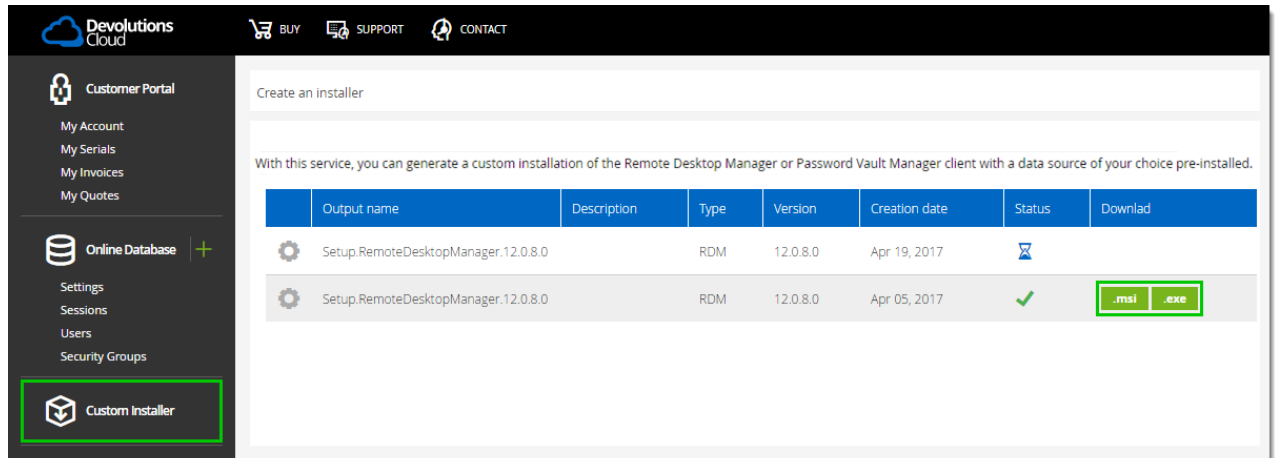 Devolutions
Cloud
BUY
SUPPORT
CONTACT
Customer Portal
My Account
My Serials
My Invoices
My Quotes
Online Database
Settings
Sessions
Users
Security Groups
Custom Installer
Create an installer
With this service, you can generate a custom installation of the Remote Desktop Manager or Password Vault Manager client with a data source of your choice pre-installed.
Output name Description Type Version Creation date Status Downlad
Setup.RemoteDesktopManager.12.0.8.0 RDM 12.0.8.0 Apr 19, 2017
Setup.RemoteDesktopManager.12.0.8.0 RDM 12.0.8.0 Apr 05, 2017 .msi .exe